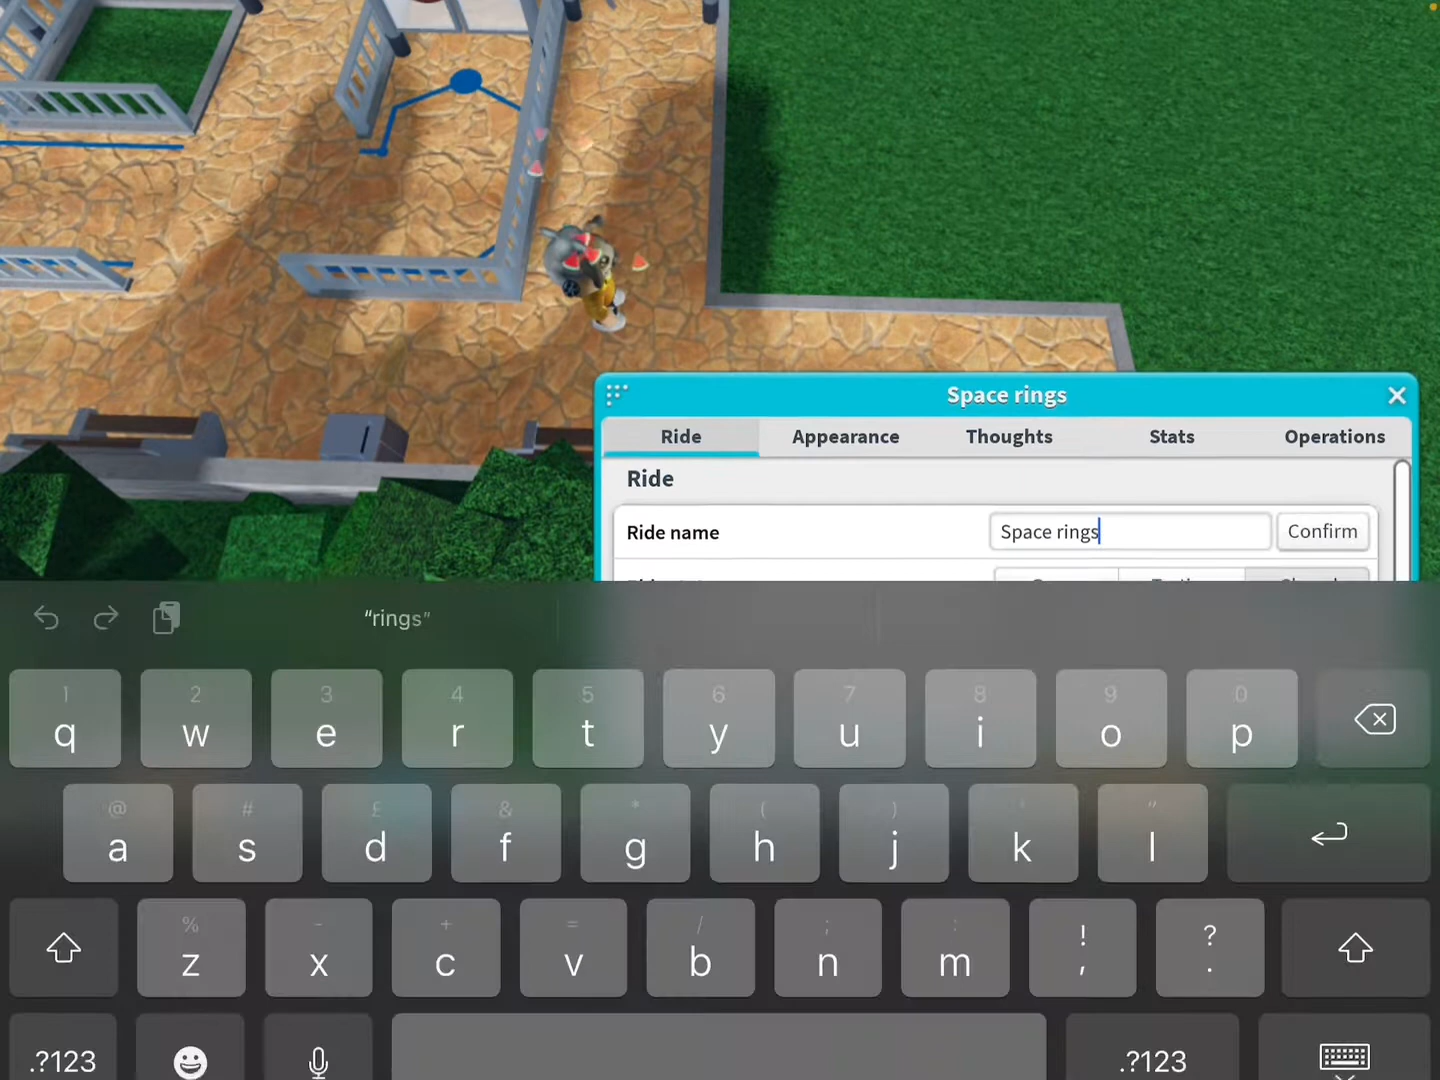 Space rings
Ride Appearance Thoughts Stats Operations
Ride
Ride name Space rings Confirm
“rings”
1 2 3 4 5 6 7 8 9 0
q w e r t y u i o p
@ # £ & * ( ) ' "
a s d f g h j k l
% - + = / ; : ! ?
z x c v b n m , .
.?123 .?123